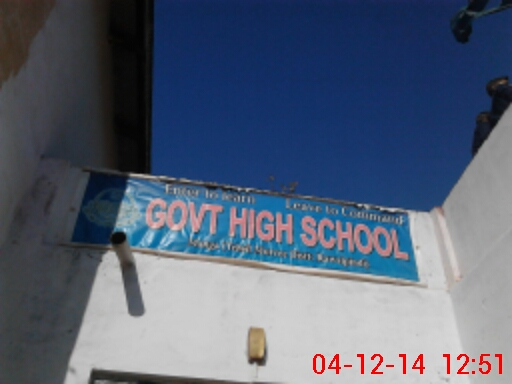 Enter to learn Leave to Command
GOVT HIGH SCHOOL
04-12-14 12:51